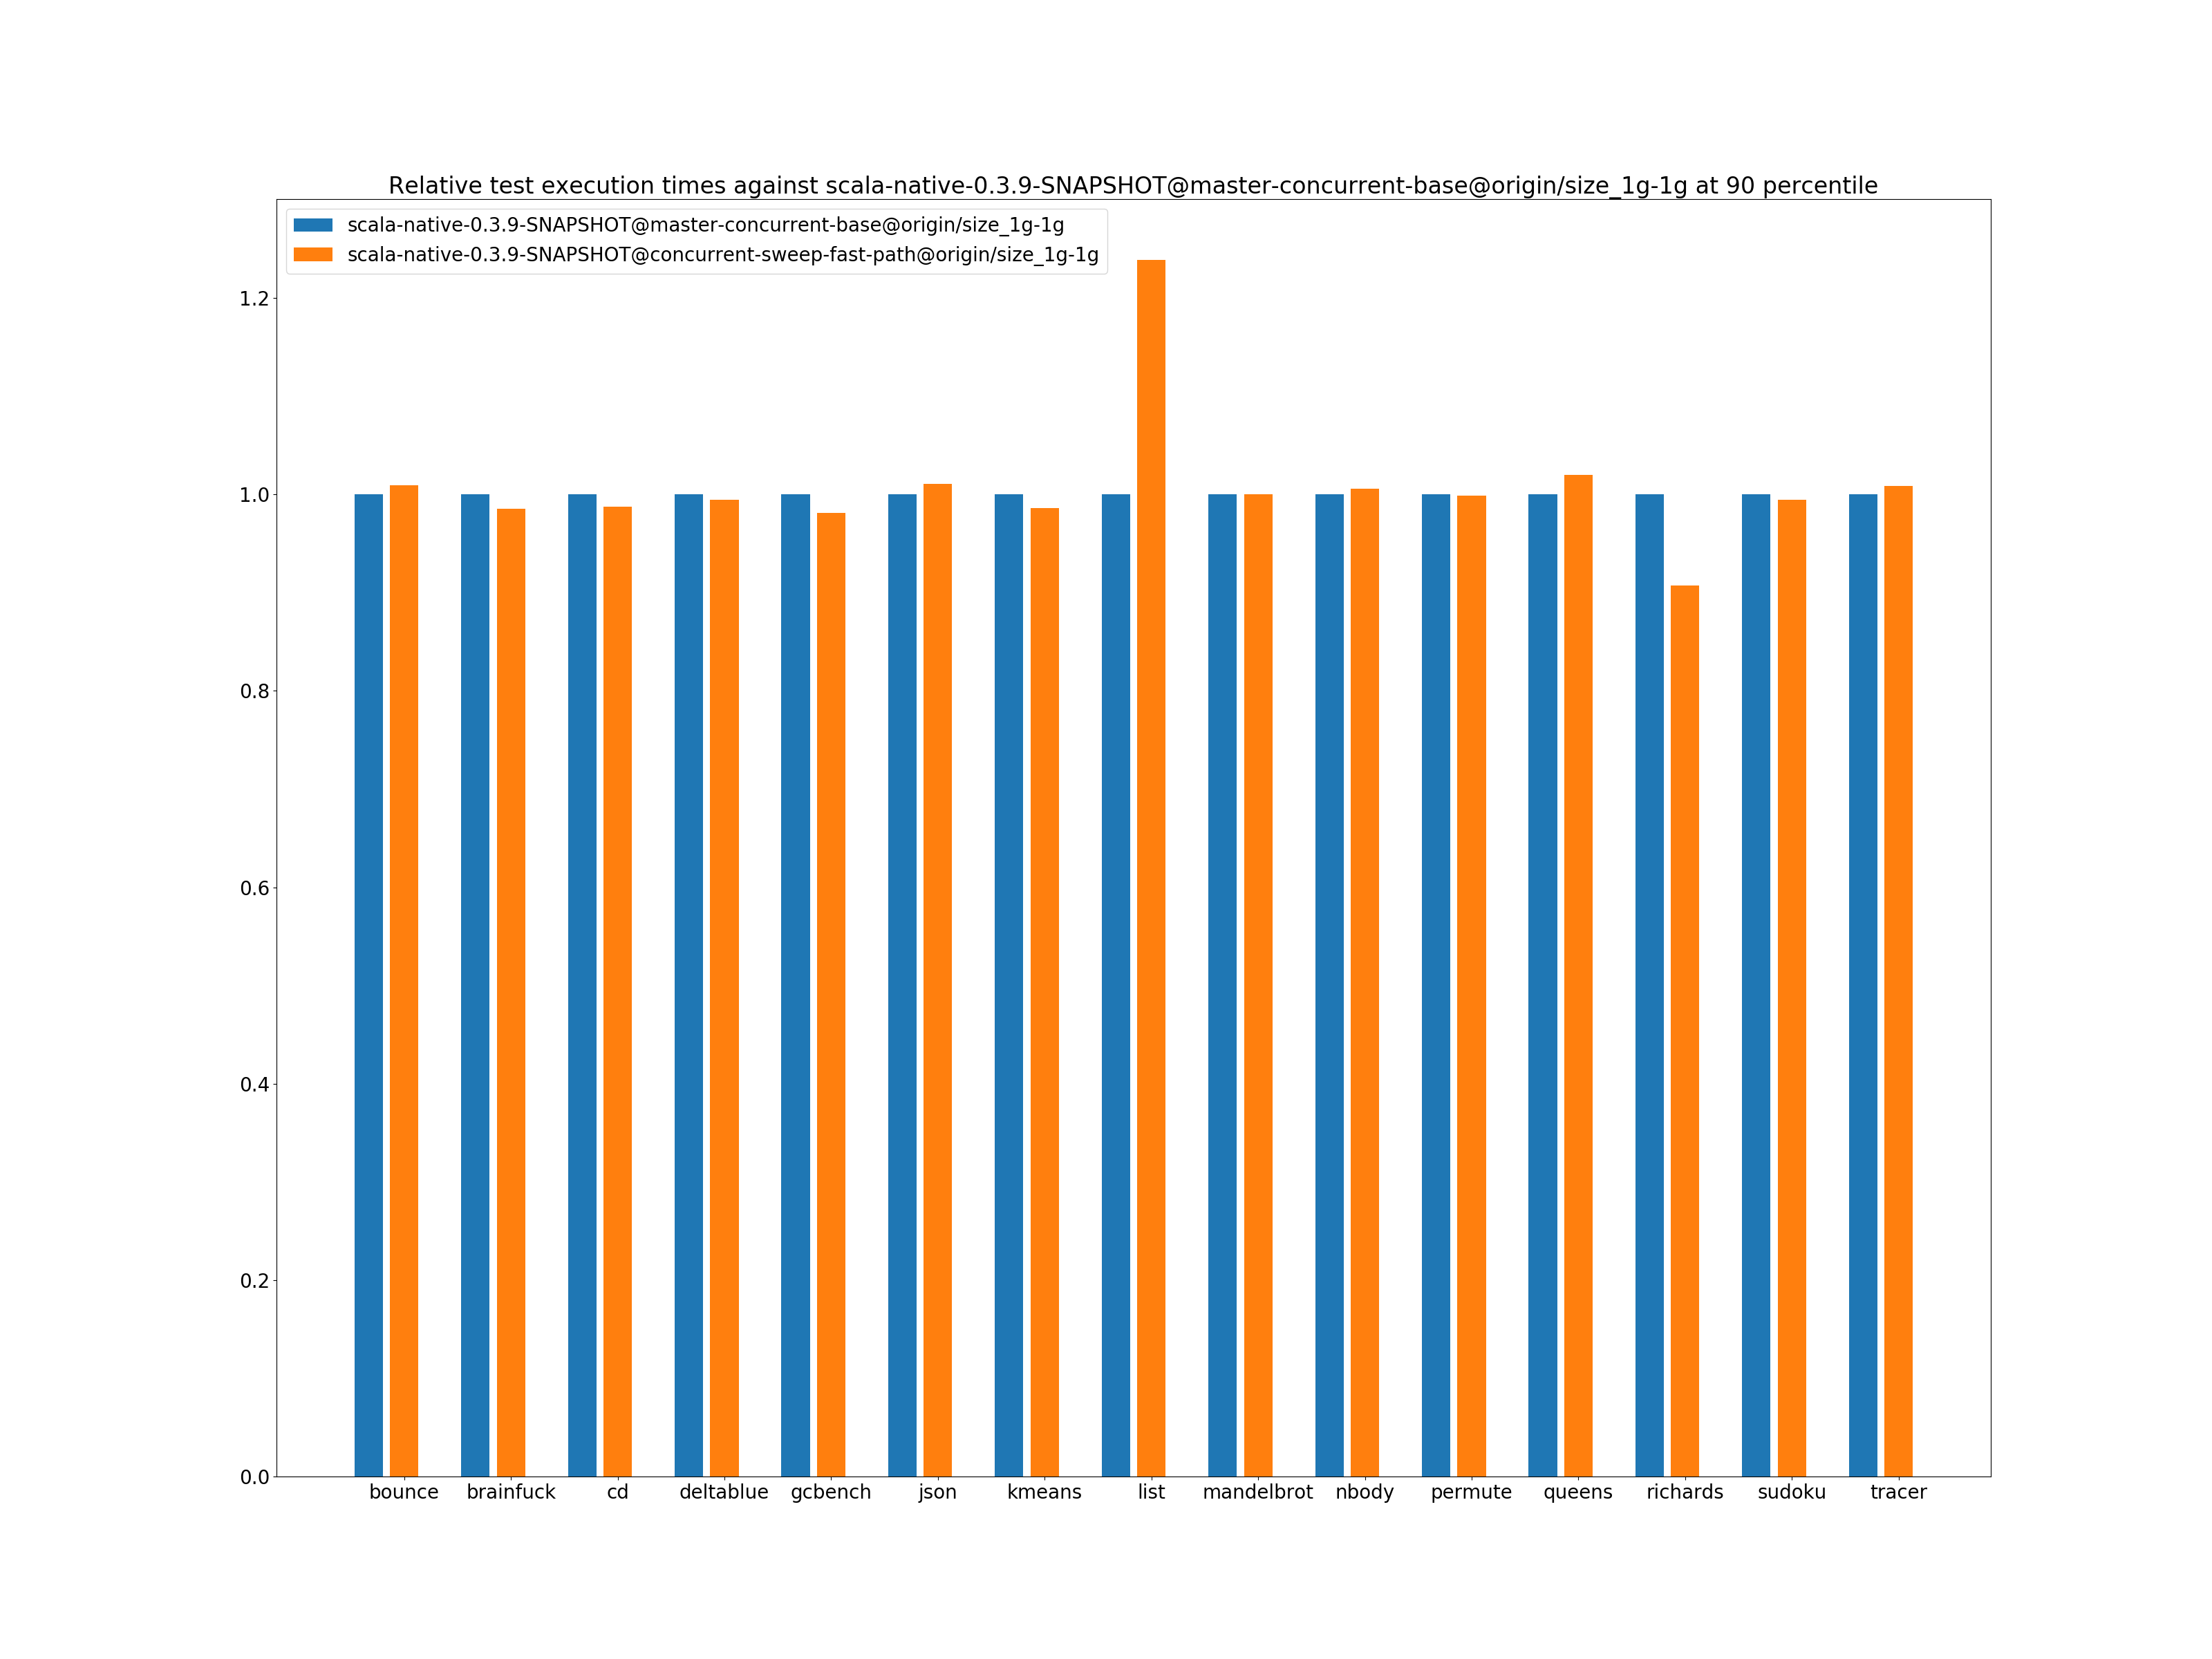 Relative test execution times against scala-native-0.3.9-SNAPSHOT@master-concurrent-base@origin/size_1g-1g at 90 percentile
scala-native-0.3.9-SNAPSHOT@master-concurrent-base@origin/size_1g-1g
scala-native-0.3.9-SNAPSHOT@concurrent-sweep-fast-path@origin/size_1g-1g
1.2
1.0
0.8
0.6
0.4
0.2
0.0
bounce brainfuck cd deltablue gcbench json kmeans list mandelbrot nbody permute queens richards sudoku tracer